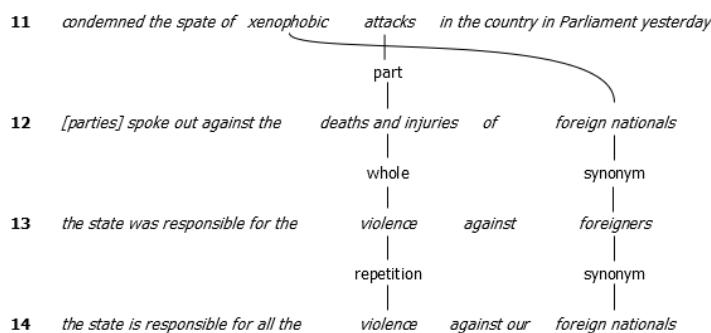 11 condemned the spate of xenophobic attacks in the country in Parliament yesterday
part
12 [parties] spoke out against the deaths and injuries of foreign nationals
whole synonym
13 the state was responsible for the violence against foreigners
repetition synonym
14 the state is responsible for all the violence against our foreign nationals